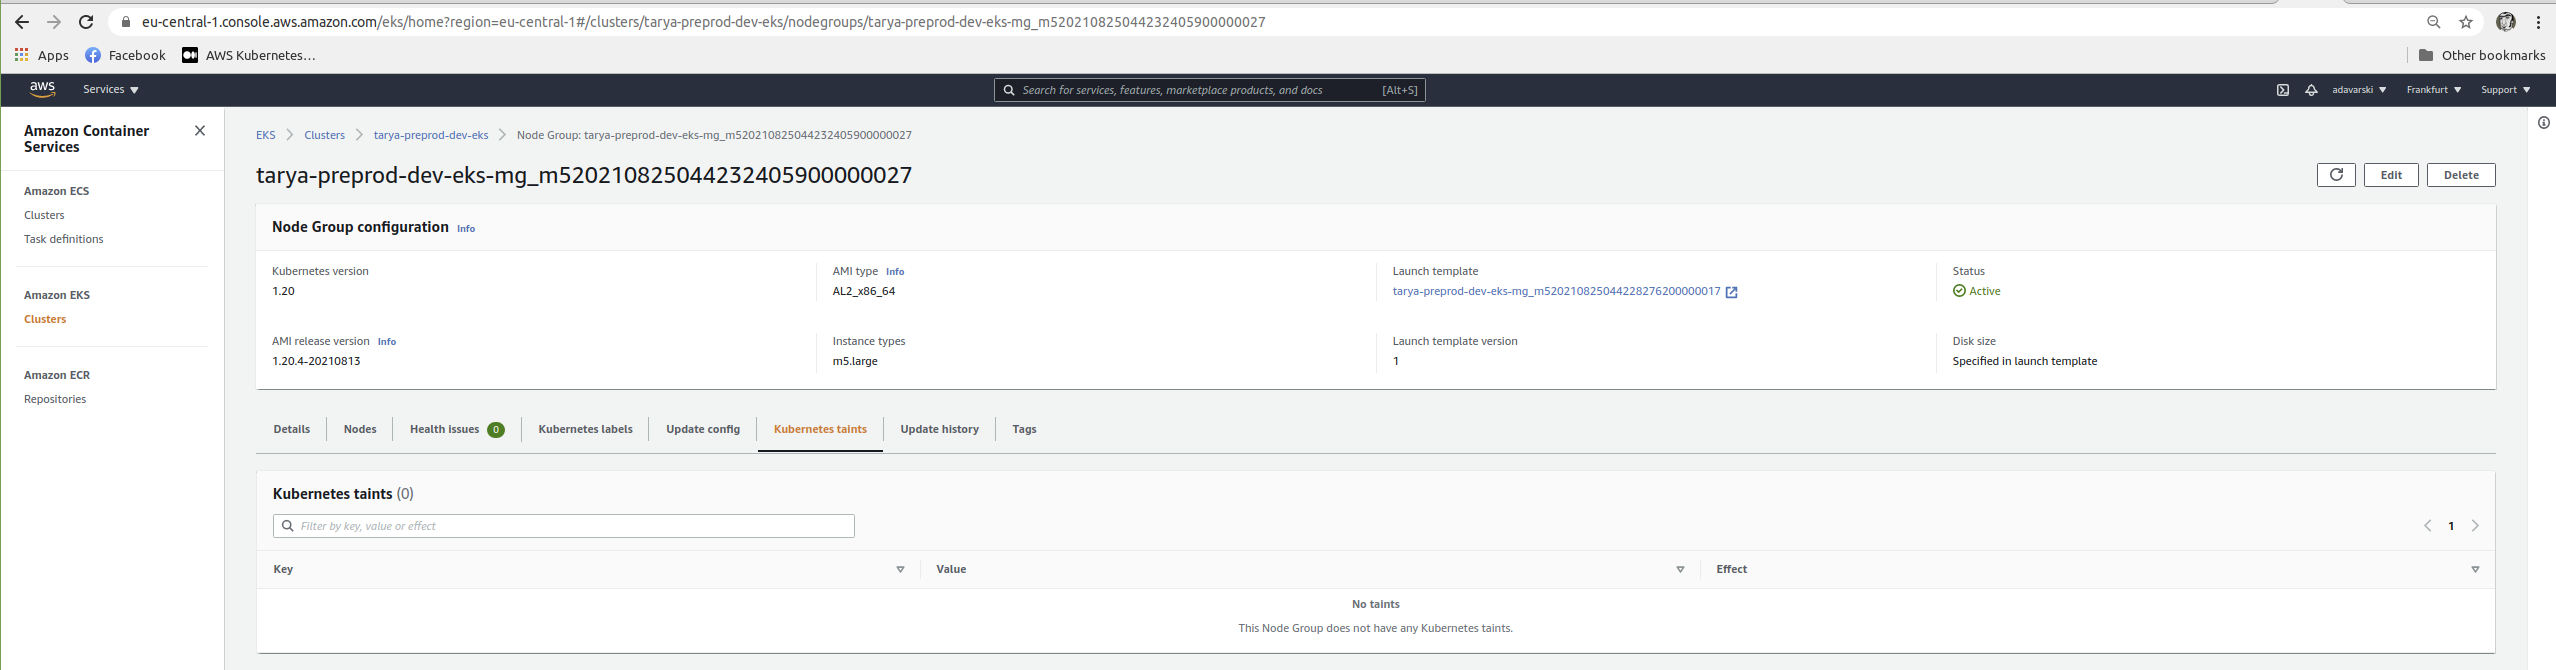 eu-central-1.console.aws.amazon.com/eks/home?region=eu-central-1#/clusters/tarya-preprod-dev-eks/nodegroups/tarya-preprod-dev-eks-mg_m520210825044232405900000027
Apps Facebook AWS Kubernetes... Other bookmarks
aws Services Search for services, features, marketplace products, and docs [Alt+S] adavarski Frankfurt Support
Amazon Container
Services
Amazon ECS
Clusters
Task definitions
Amazon EKS
Clusters
Amazon ECR
Repositories
EKS Clusters tarya-preprod-dev-eks Node Group: tarya-preprod-dev-eks-mg_m520210825044232405900000027
tarya-preprod-dev-eks-mg_m520210825044232405900000027
Edit Delete
Node Group configuration Info
Kubernetes version AMI type Info Launch template Status
1.20 AL2_x86_64 tarya-preprod-dev-eks-mg_m520210825044228276200000017 Active
AMI release version Info Instance types Launch template version Disk size
1.20.4-20210813 m5.large 1 Specified in launch template
Details Nodes Health issues 0 Kubernetes labels Update config Kubernetes taints Update history Tags
Kubernetes taints (0)
Filter by key, value or effect 1
Key Value Effect
No taints
This Node Group does not have any Kubernetes taints.